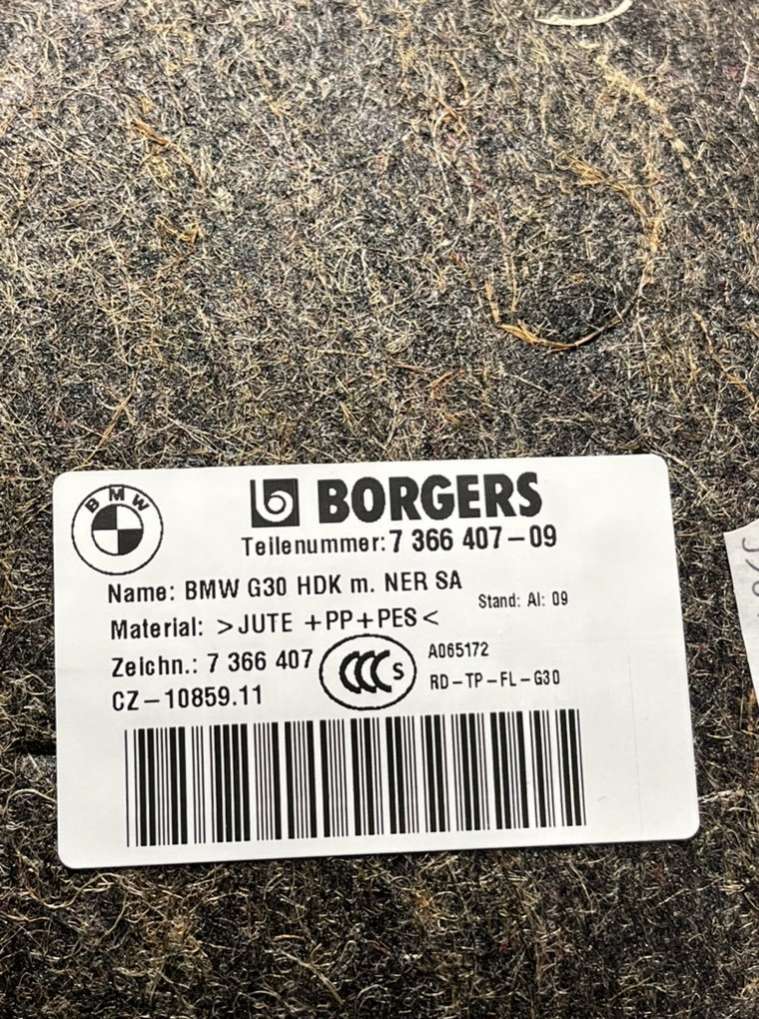 BMW
BORGERS
Teilenummer: 7 366 407-09
Name: BMW G30 HDK m. NER SA
Stand: AI: 09
Material: >JUTE +PP+PES<
Zeichn.: 7 366 407
CCC S
A065172
CZ-10859.11
RD-TP-FL-G30